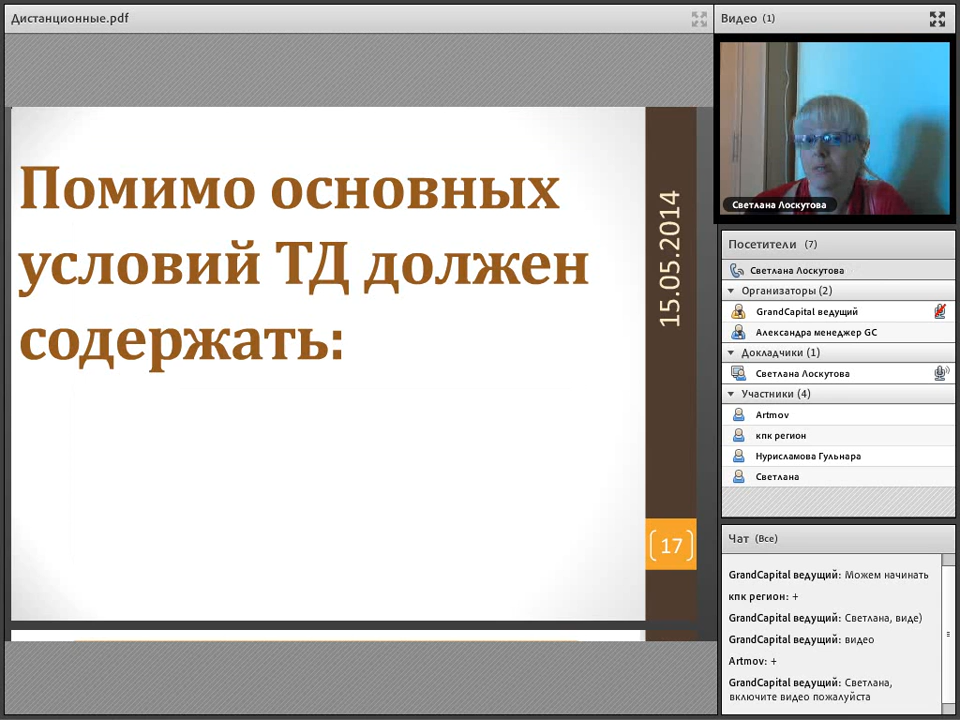 Дистанционные.pdf
Помимо основных
условий ТД должен
содержать:
15.05.2014
17
Видео (1)
Светлана Лоскутова
Посетители (7)
Светлана Лоскутова
Организаторы (2)
GrandCapital ведущий
Александра менеджер GC
Докладчики (1)
Светлана Лоскутова
Участники (4)
Artmov
кпк регион
Нурисламова Гульнара
Светлана
Чат (Все)
GrandCapital ведущий: Можем начинать
кпк регион: +
GrandCapital ведущий: Светлана, виде)
GrandCapital ведущий: видео
Artmov: +
GrandCapital ведущий: Светлана,
включите видео пожалуйста